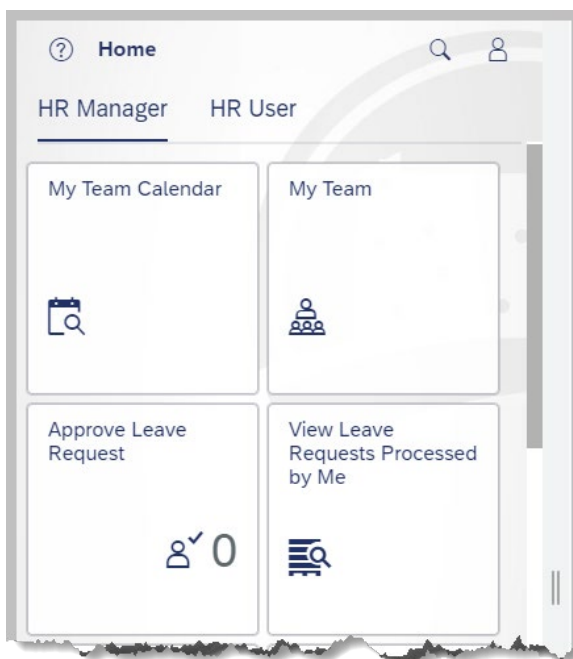 Home
HR Manager HR User
My Team Calendar
My Team
Approve Leave
Request
0
View Leave
Requests Processed
by Me